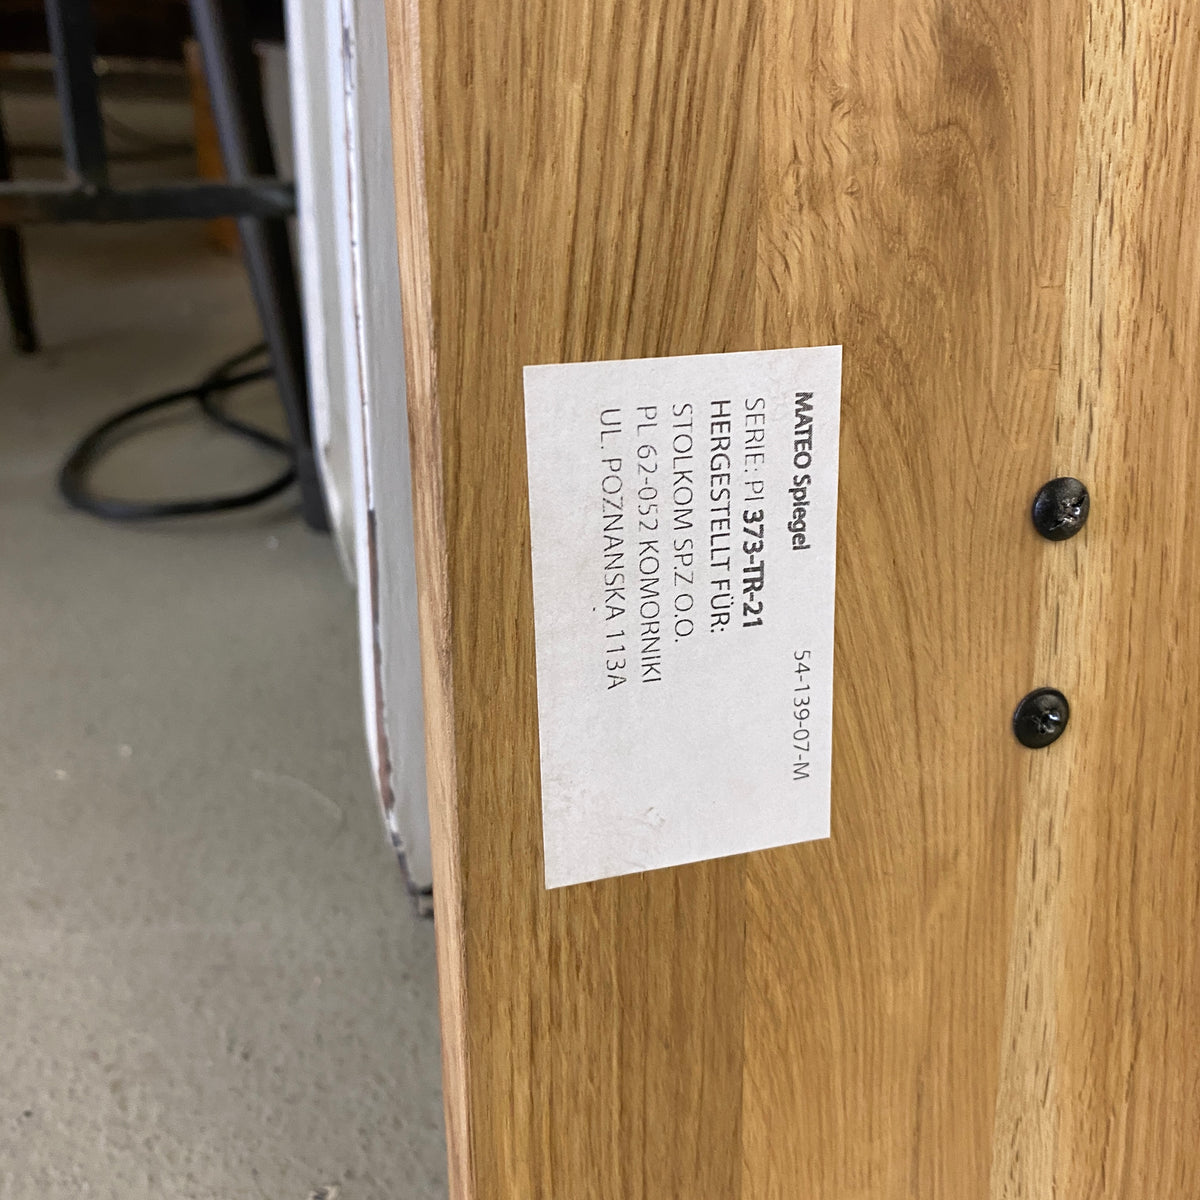 MATEO Spiegel 54-139-07-M
SERIE: PI 373-TR-21
HERGESTELLT FÜR:
STOLKOM SP.Z O.O.
PL 62-052 KOMORNIKI
UL. POZNANSKA 113A